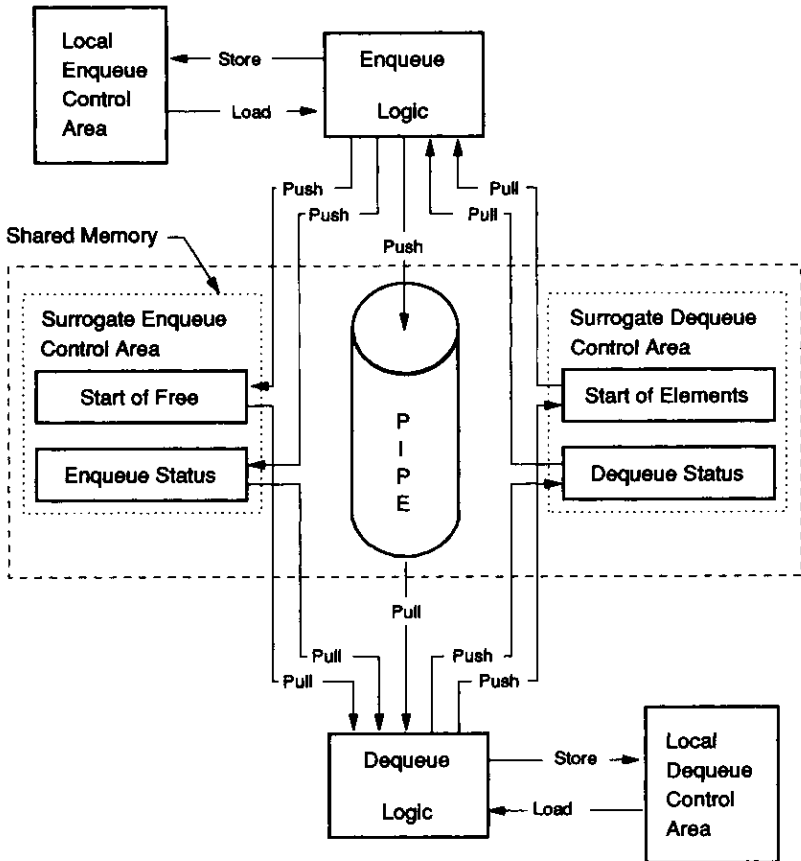 Local
Enqueue
Control
Area
Store
Load
Enqueue
Logic
Push
Push
Push
Pull
Pull
Shared Memory
Surrogate Enqueue
Control Area
Start of Free
Enqueue Status
P
I
P
E
Surrogate Dequeue
Control Area
Start of Elements
Dequeue Status
Pull
Pull
Pull
Push
Push
Dequeue
Logic
Store
Load
Local
Dequeue
Control
Area